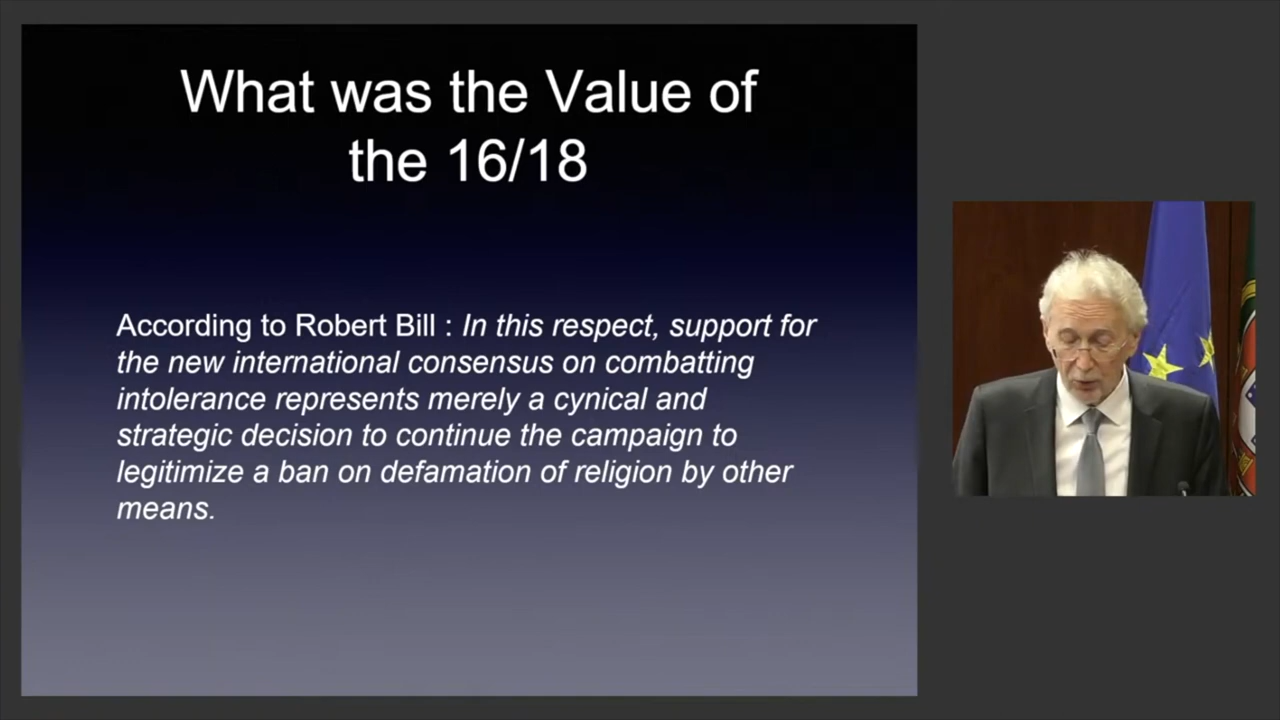 What was the Value of
the 16/18
According to Robert Bill : In this respect, support for
the new international consensus on combatting
intolerance represents merely a cynical and
strategic decision to continue the campaign to
legitimize a ban on defamation of religion by other
means.